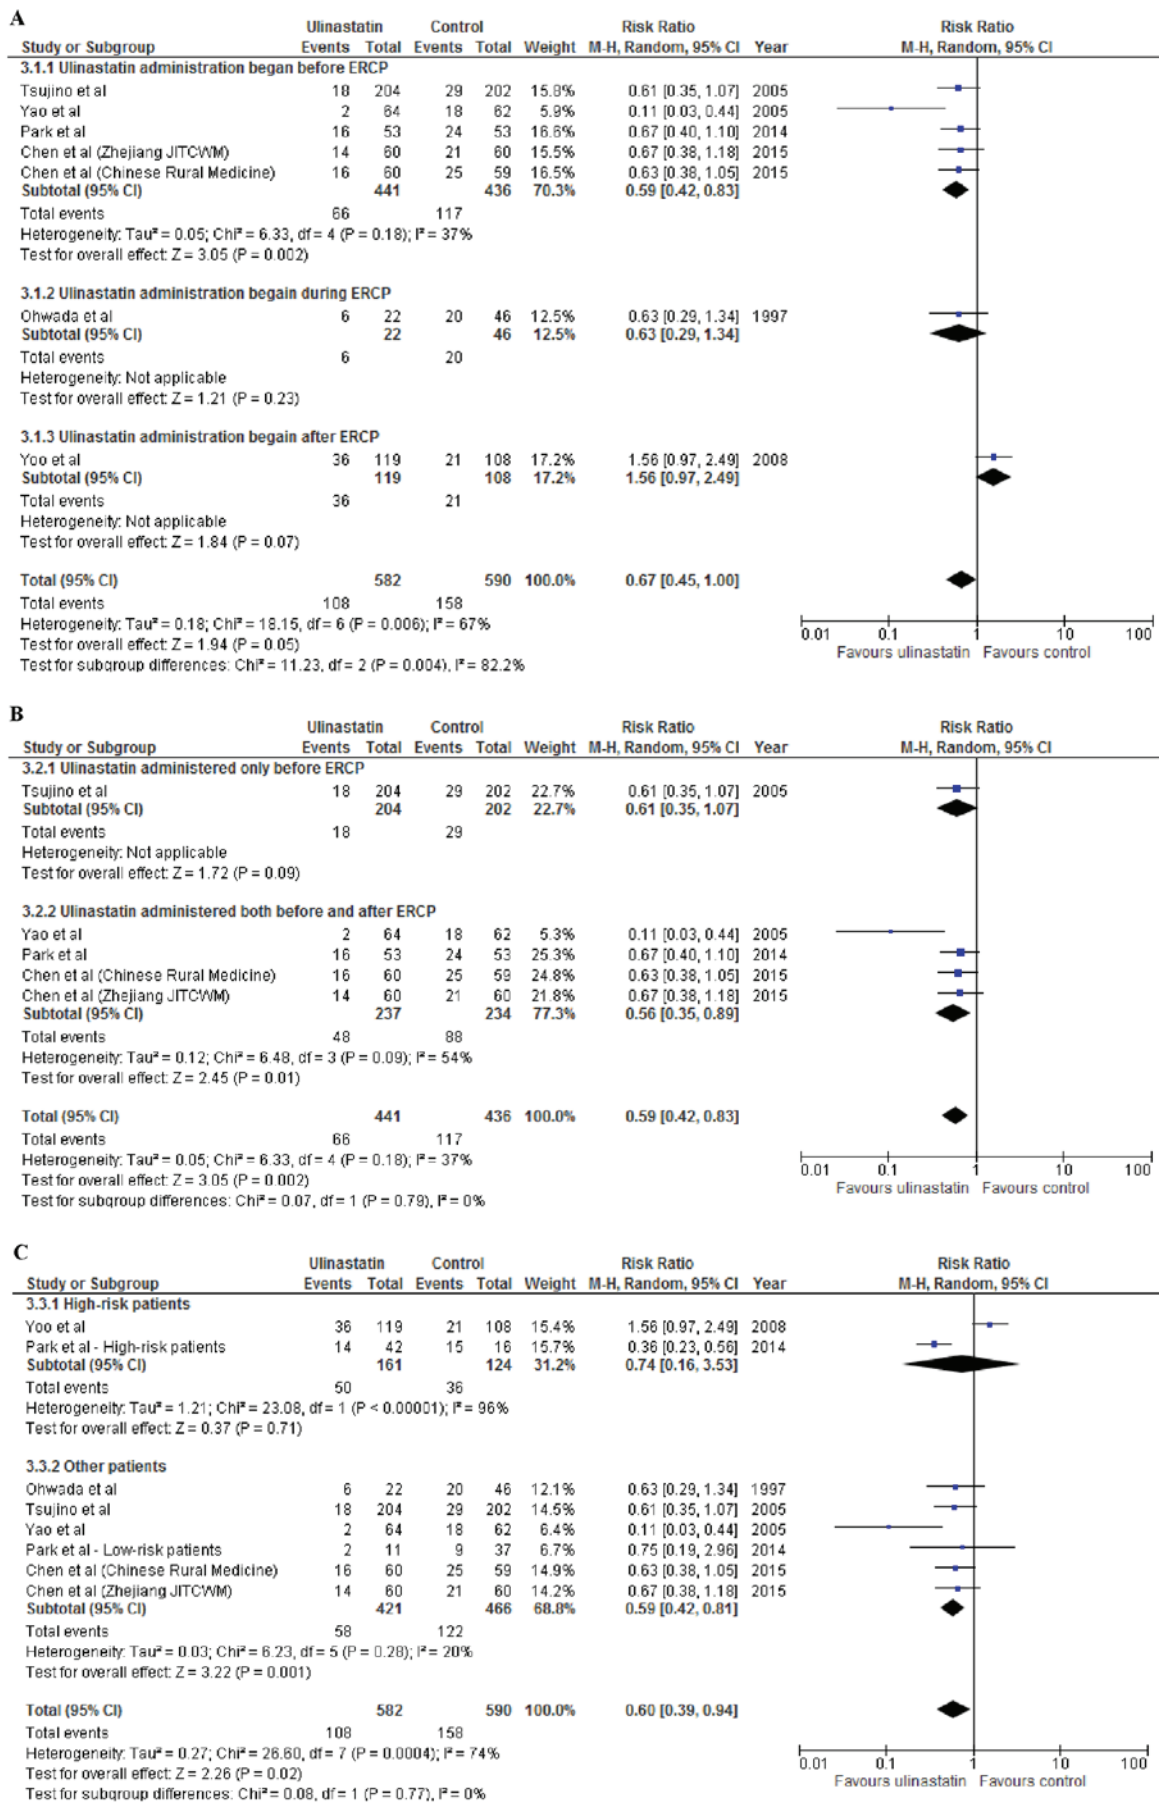 A
Ulinastatin Control Risk Ratio Risk Ratio
Study or Subgroup Events Total Events Total Weight M-H, Random, 95% CI Year M-H, Random, 95% CI
3.1.1 Ulinastatin administration began before ERCP
Tsujino et al 18 204 29 202 15.8% 0.61 [0.35, 1.07] 2005
Yao et al 2 64 18 62 5.9% 0.11 [0.03, 0.44] 2005
Park et al 16 53 24 53 16.6% 0.67 [0.40, 1.10] 2014
Chen et al (Zhejiang JITCWM) 14 60 21 60 15.5% 0.67 [0.38, 1.18] 2015
Chen et al (Chinese Rural Medicine) 16 60 25 59 16.5% 0.63 [0.38, 1.05] 2015
Subtotal (95% CI) 441 436 70.3% 0.59 [0.42, 0.83]
Total events 66 117
Heterogeneity: Tau² = 0.05; Chi² = 6.33, df = 4 (P = 0.18); I² = 37%
Test for overall effect: Z = 3.05 (P = 0.002)
3.1.2 Ulinastatin administration begain during ERCP
Ohwada et al 6 22 20 46 12.5% 0.63 [0.29, 1.34] 1997
Subtotal (95% CI) 22 46 12.5% 0.63 [0.29, 1.34]
Total events 6 20
Heterogeneity: Not applicable
Test for overall effect: Z = 1.21 (P = 0.23)
3.1.3 Ulinastatin administration begain after ERCP
Yoo et al 36 119 21 108 17.2% 1.56 [0.97, 2.49] 2008
Subtotal (95% CI) 119 108 17.2% 1.56 [0.97, 2.49]
Total events 36 21
Heterogeneity: Not applicable
Test for overall effect: Z = 1.84 (P = 0.07)
Total (95% CI) 582 590 100.0% 0.67 [0.45, 1.00]
Total events 108 158
Heterogeneity: Tau² = 0.18; Chi² = 18.15, df = 6 (P = 0.006); I² = 67%
Test for overall effect: Z = 1.94 (P = 0.05)
Test for subgroup differences: Chi² = 11.23, df = 2 (P = 0.004), I² = 82.2%
0.01 0.1 1 10 100
Favours ulinastatin Favours control
B
Ulinastatin Control Risk Ratio Risk Ratio
Study or Subgroup Events Total Events Total Weight M-H, Random, 95% CI Year M-H, Random, 95% CI
3.2.1 Ulinastatin administered only before ERCP
Tsujino et al 18 204 29 202 22.7% 0.61 [0.35, 1.07] 2005
Subtotal (95% CI) 204 202 22.7% 0.61 [0.35, 1.07]
Total events 18 29
Heterogeneity: Not applicable
Test for overall effect: Z = 1.72 (P = 0.09)
3.2.2 Ulinastatin administered both before and after ERCP
Yao et al 2 64 18 62 5.3% 0.11 [0.03, 0.44] 2005
Park et al 16 53 24 53 25.3% 0.67 [0.40, 1.10] 2014
Chen et al (Chinese Rural Medicine) 16 60 25 59 24.8% 0.63 [0.38, 1.05] 2015
Chen et al (Zhejiang JITCWM) 14 60 21 60 21.8% 0.67 [0.38, 1.18] 2015
Subtotal (95% CI) 237 234 77.3% 0.56 [0.35, 0.89]
Total events 48 88
Heterogeneity: Tau² = 0.12; Chi² = 6.48, df = 3 (P = 0.09); I² = 54%
Test for overall effect: Z = 2.45 (P = 0.01)
Total (95% CI) 441 436 100.0% 0.59 [0.42, 0.83]
Total events 66 117
Heterogeneity: Tau² = 0.05; Chi² = 6.33, df = 4 (P = 0.18); I² = 37%
Test for overall effect: Z = 3.05 (P = 0.002)
Test for subgroup differences: Chi² = 0.07, df = 1 (P = 0.79), I² = 0%
0.01 0.1 1 10 100
Favours ulinastatin Favours control
C
Ulinastatin Control Risk Ratio Risk Ratio
Study or Subgroup Events Total Events Total Weight M-H, Random, 95% CI Year M-H, Random, 95% CI
3.3.1 High-risk patients
Yoo et al 36 119 21 108 15.4% 1.56 [0.97, 2.49] 2008
Park et al - High-risk patients 14 42 15 16 15.7% 0.36 [0.23, 0.56] 2014
Subtotal (95% CI) 161 124 31.2% 0.74 [0.16, 3.53]
Total events 50 36
Heterogeneity: Tau² = 1.21; Chi² = 23.08, df = 1 (P < 0.00001); I² = 96%
Test for overall effect: Z = 0.37 (P = 0.71)
3.3.2 Other patients
Ohwada et al 6 22 20 46 12.1% 0.63 [0.29, 1.34] 1997
Tsujino et al 18 204 29 202 14.5% 0.61 [0.35, 1.07] 2005
Yao et al 2 64 18 62 6.4% 0.11 [0.03, 0.44] 2005
Park et al - Low-risk patients 2 11 9 37 6.7% 0.75 [0.19, 2.96] 2014
Chen et al (Chinese Rural Medicine) 16 60 25 59 14.9% 0.63 [0.38, 1.05] 2015
Chen et al (Zhejiang JITCWM) 14 60 21 60 14.2% 0.67 [0.38, 1.18] 2015
Subtotal (95% CI) 421 466 68.8% 0.59 [0.42, 0.81]
Total events 58 122
Heterogeneity: Tau² = 0.03; Chi² = 6.23, df = 5 (P = 0.28); I² = 20%
Test for overall effect: Z = 3.22 (P = 0.001)
Total (95% CI) 582 590 100.0% 0.60 [0.39, 0.94]
Total events 108 158
Heterogeneity: Tau² = 0.27; Chi² = 26.60, df = 7 (P = 0.0004); I² = 74%
Test for overall effect: Z = 2.26 (P = 0.02)
Test for subgroup differences: Chi² = 0.08, df = 1 (P = 0.77), I² = 0%
0.01 0.1 1 10 100
Favours ulinastatin Favours control